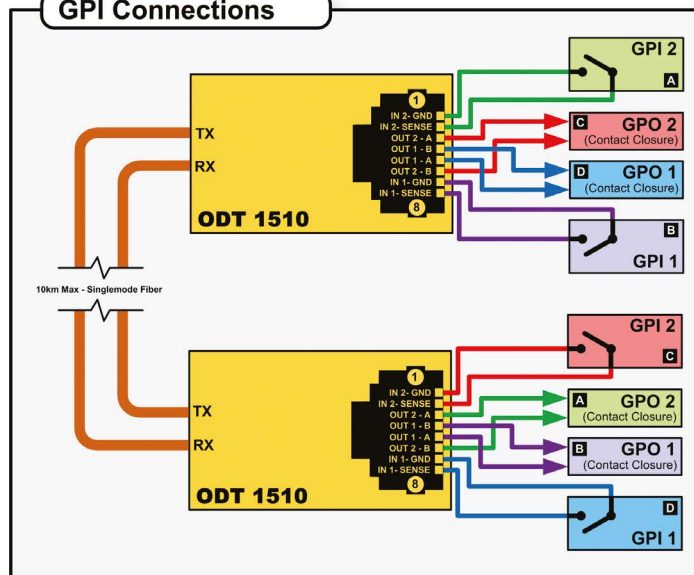 GPI Connections
TX
RX
ODT 1510
1
IN 2- GND
IN 2- SENSE
OUT 2 - A
OUT 1 - B
OUT 1 - A
OUT 2 - B
IN 1- GND
IN 1- SENSE
8
GPI 2
A
C
GPO 2
(Contact Closure)
D
GPO 1
(Contact Closure)
B
GPI 1
10km Max - Singlemode Fiber
TX
RX
ODT 1510
1
IN 2- GND
IN 2- SENSE
OUT 2 - A
OUT 1 - B
OUT 1 - A
OUT 2 - B
IN 1- GND
IN 1- SENSE
8
GPI 2
C
A
GPO 2
(Contact Closure)
B
GPO 1
(Contact Closure)
D
GPI 1